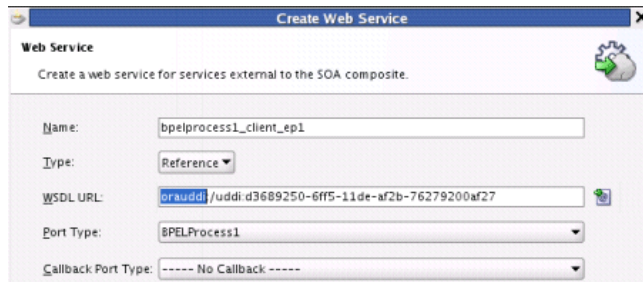 Create Web Service
Web Service
Create a web service for services external to the SOA composite.
Name: bpelprocess1_client_ep1
Type: Reference
WSDL URL: orauddi:/uddi:d3689250-6ff5-11de-af2b-76279200af27
Port Type: BPELProcess1
Callback Port Type: ----- No Callback -----